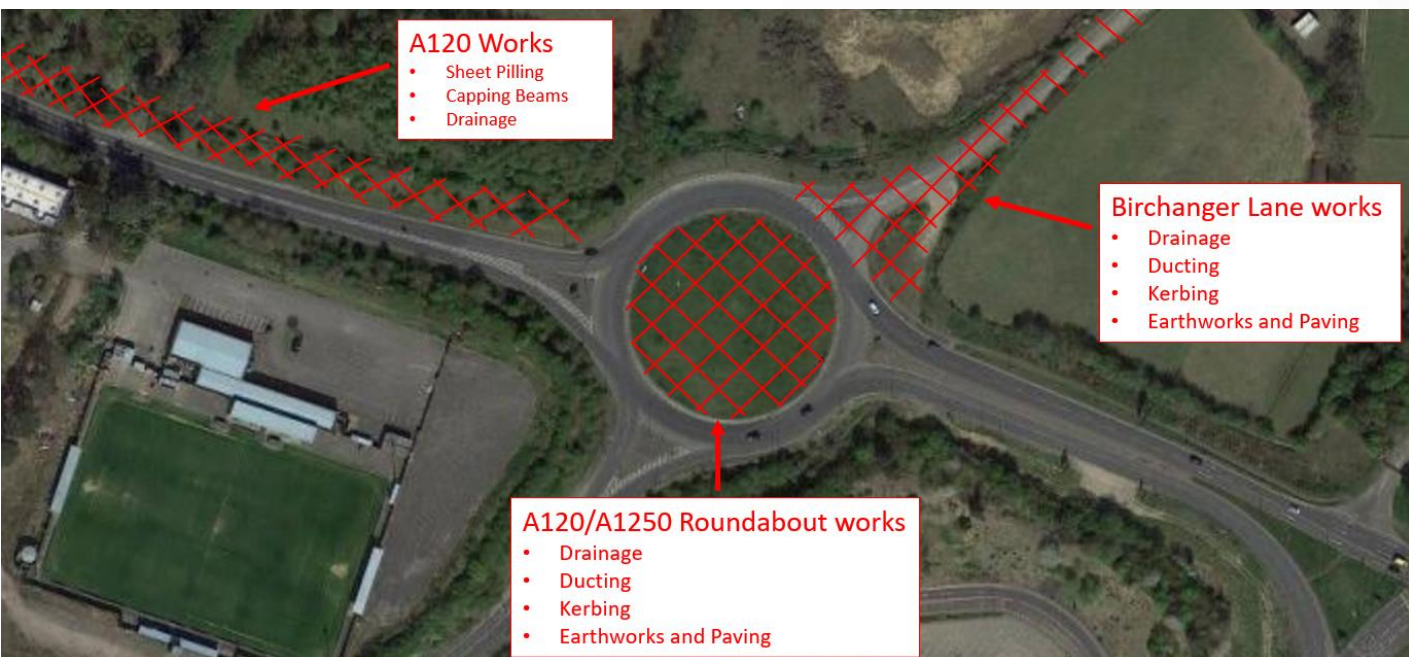 A120 Works
• Sheet Pilling
• Capping Beams
• Drainage
Birchanger Lane works
• Drainage
• Ducting
• Kerbing
• Earthworks and Paving
A120/A1250 Roundabout works
• Drainage
• Ducting
• Kerbing
• Earthworks and Paving